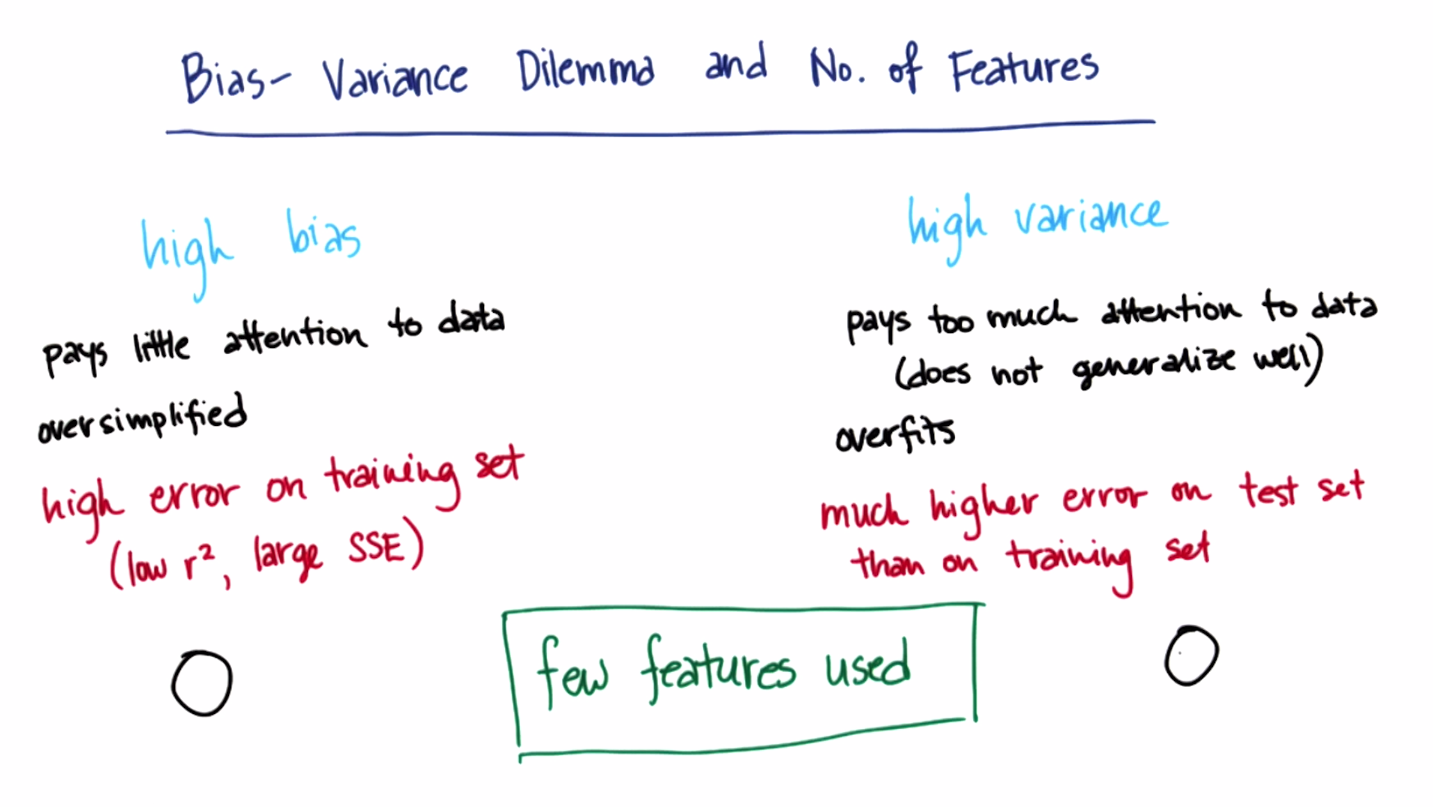 Bias- Variance Dilemma and No. of Features
high bias
pays little attention to data
oversimplified
high error on training set
(low r², large SSE)
high variance
pays too much attention to data
(does not generalize well)
overfits
much higher error on test set
than on training set
few features used